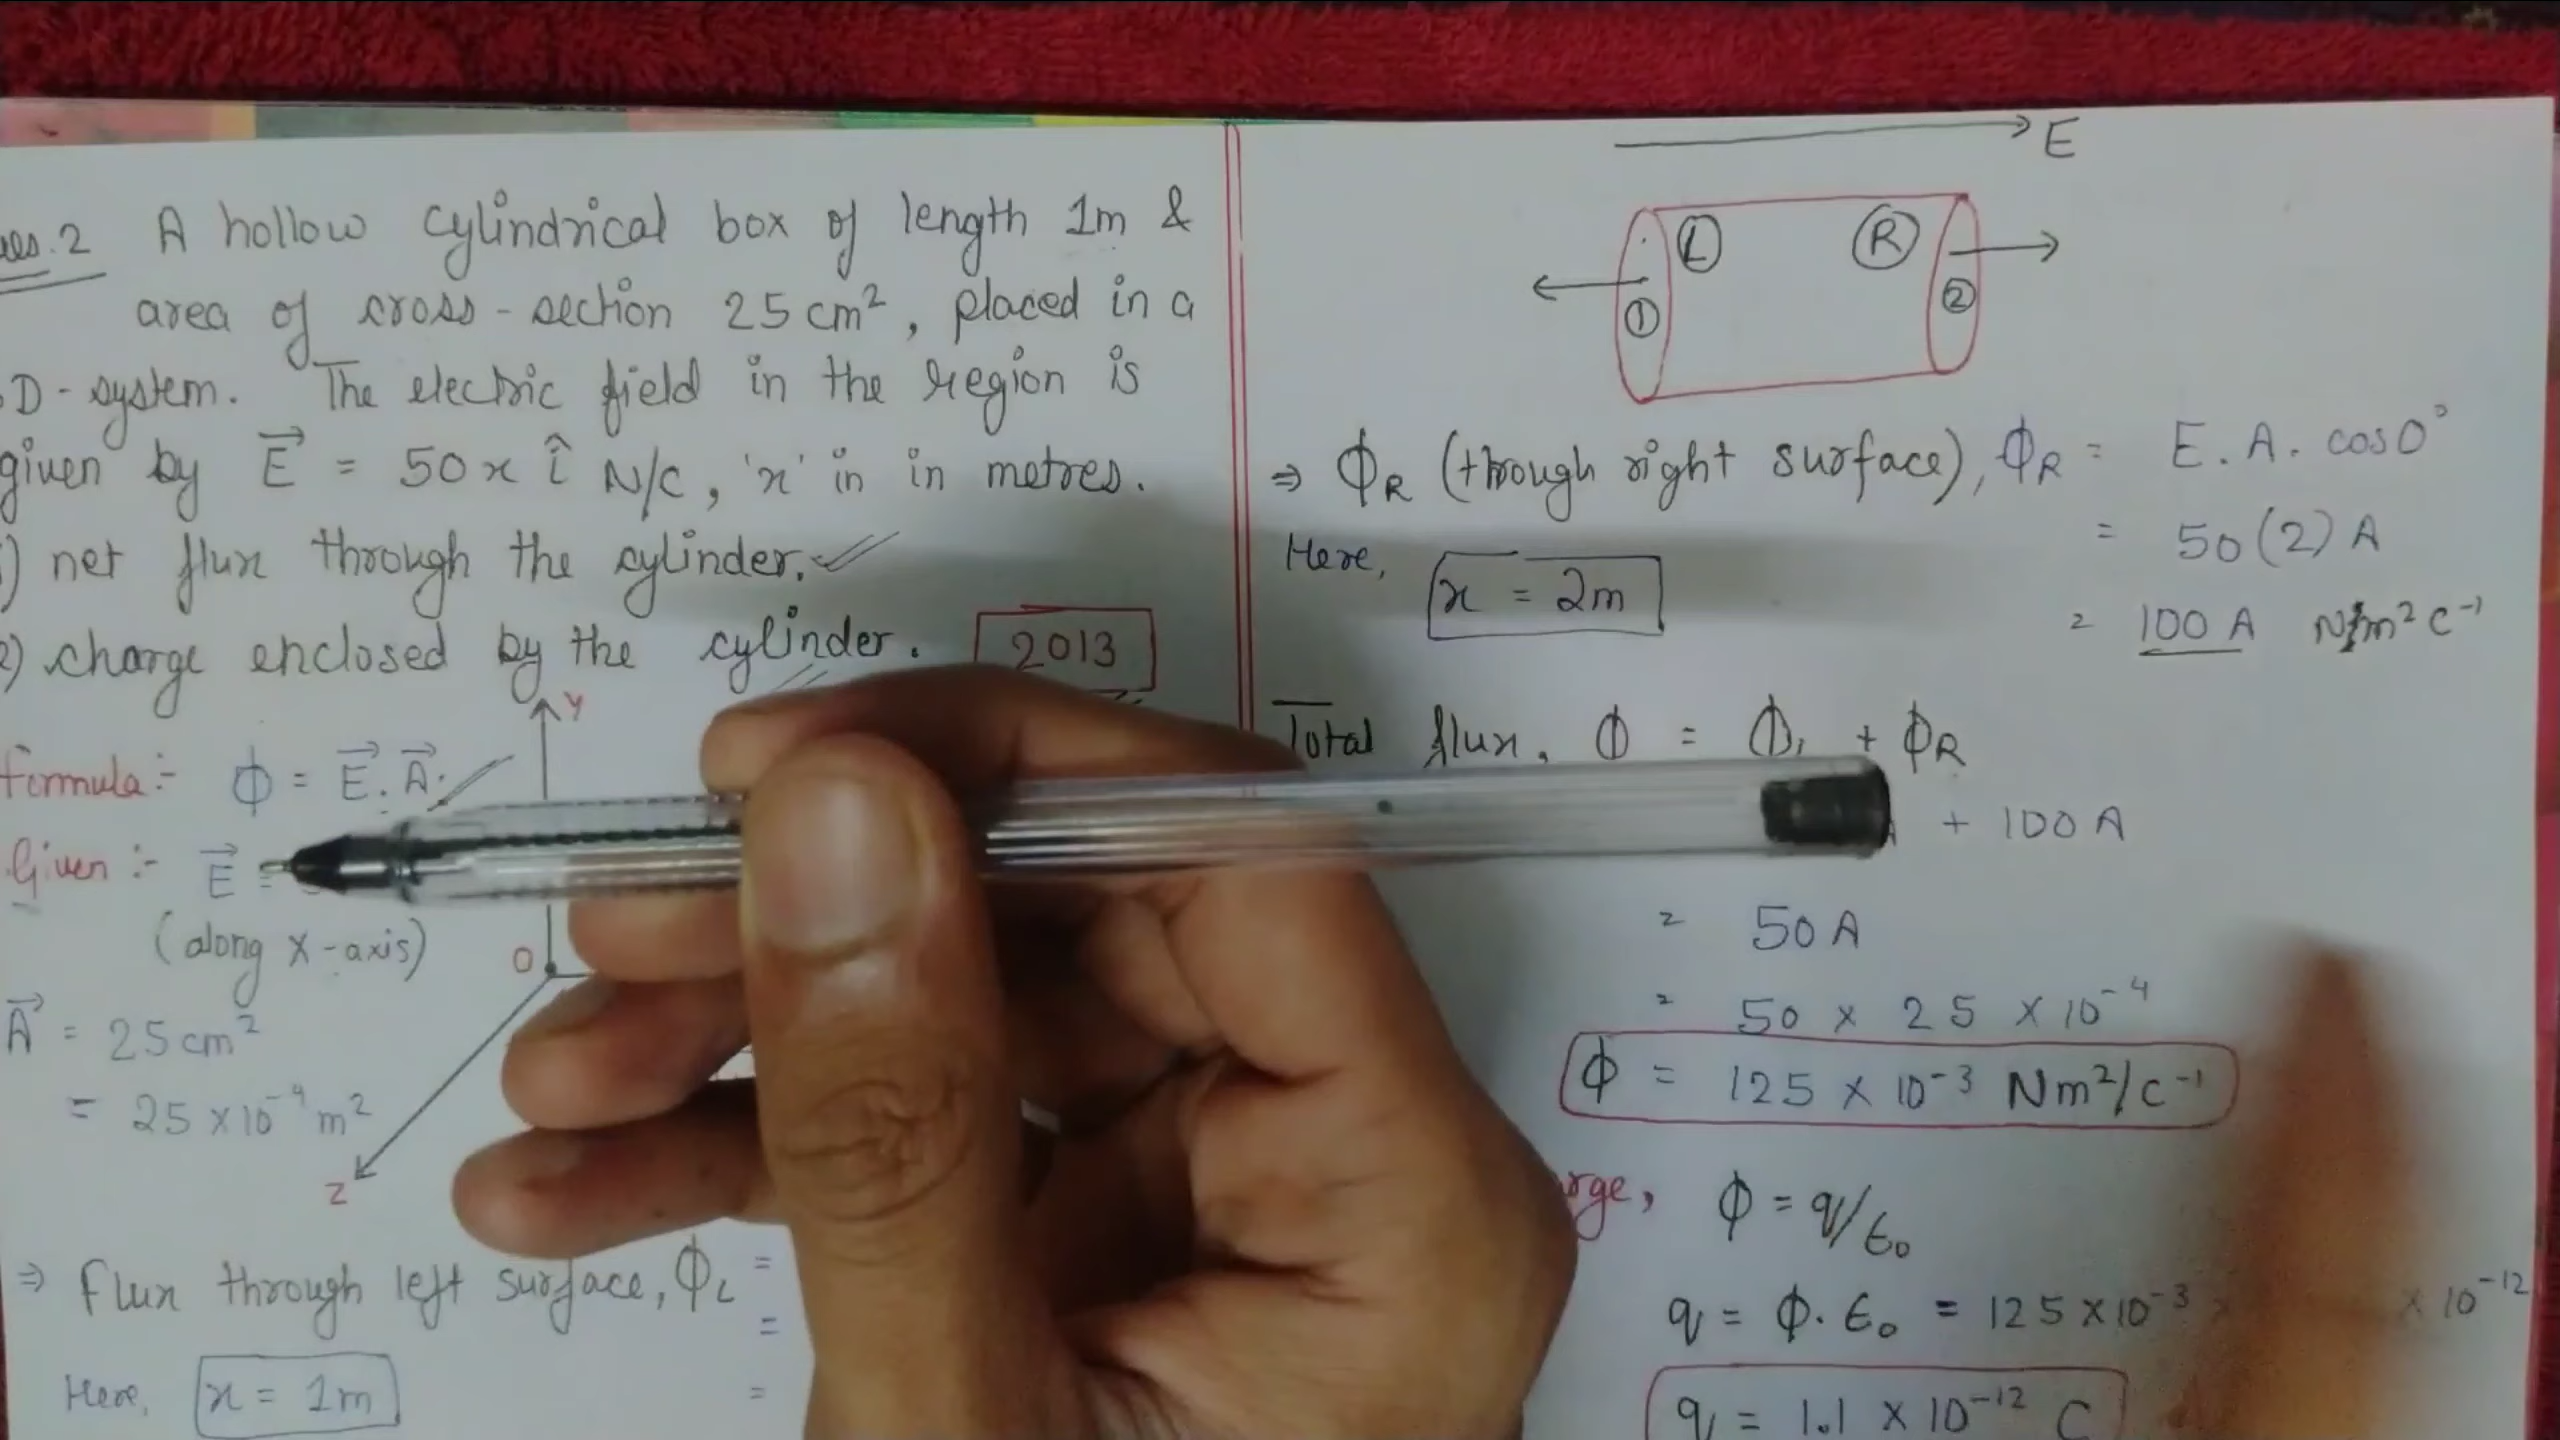 2 A hollow cylindrical box of length 1m &
area of cross-section 25 cm², placed in a
D-system. The electric field in the region is
given by E⃗ = 50x î N/C, 'x' in in metres.
) net flux through the cylinder.
) charge enclosed by the cylinder. 2013
formula:- ϕ = E⃗.A⃗.
Given:- E⃗ =
(along X-axis)
A⃗ = 25cm²
= 25 x 10⁻⁴ m²
Y
O
Z
⇒ flux through left surface, ϕL =
=
Here, x = 1m =
E
L R
1 2
⇒ ϕR (though right surface), ϕR = E.A.cos0°
Here, x = 2m = 50(2) A
= 100 A Nm²C⁻¹
Total flux, ϕ = + ϕR
+ 100 A
= 50 A
= 50 x 25 x 10⁻⁴
ϕ = 125 x 10⁻³ Nm²/C⁻¹
ϕ = q/ϵ₀
q = ϕ.ϵ₀ = 125 x 10⁻³ x 10⁻¹²
q = 1.1 x 10⁻¹² C